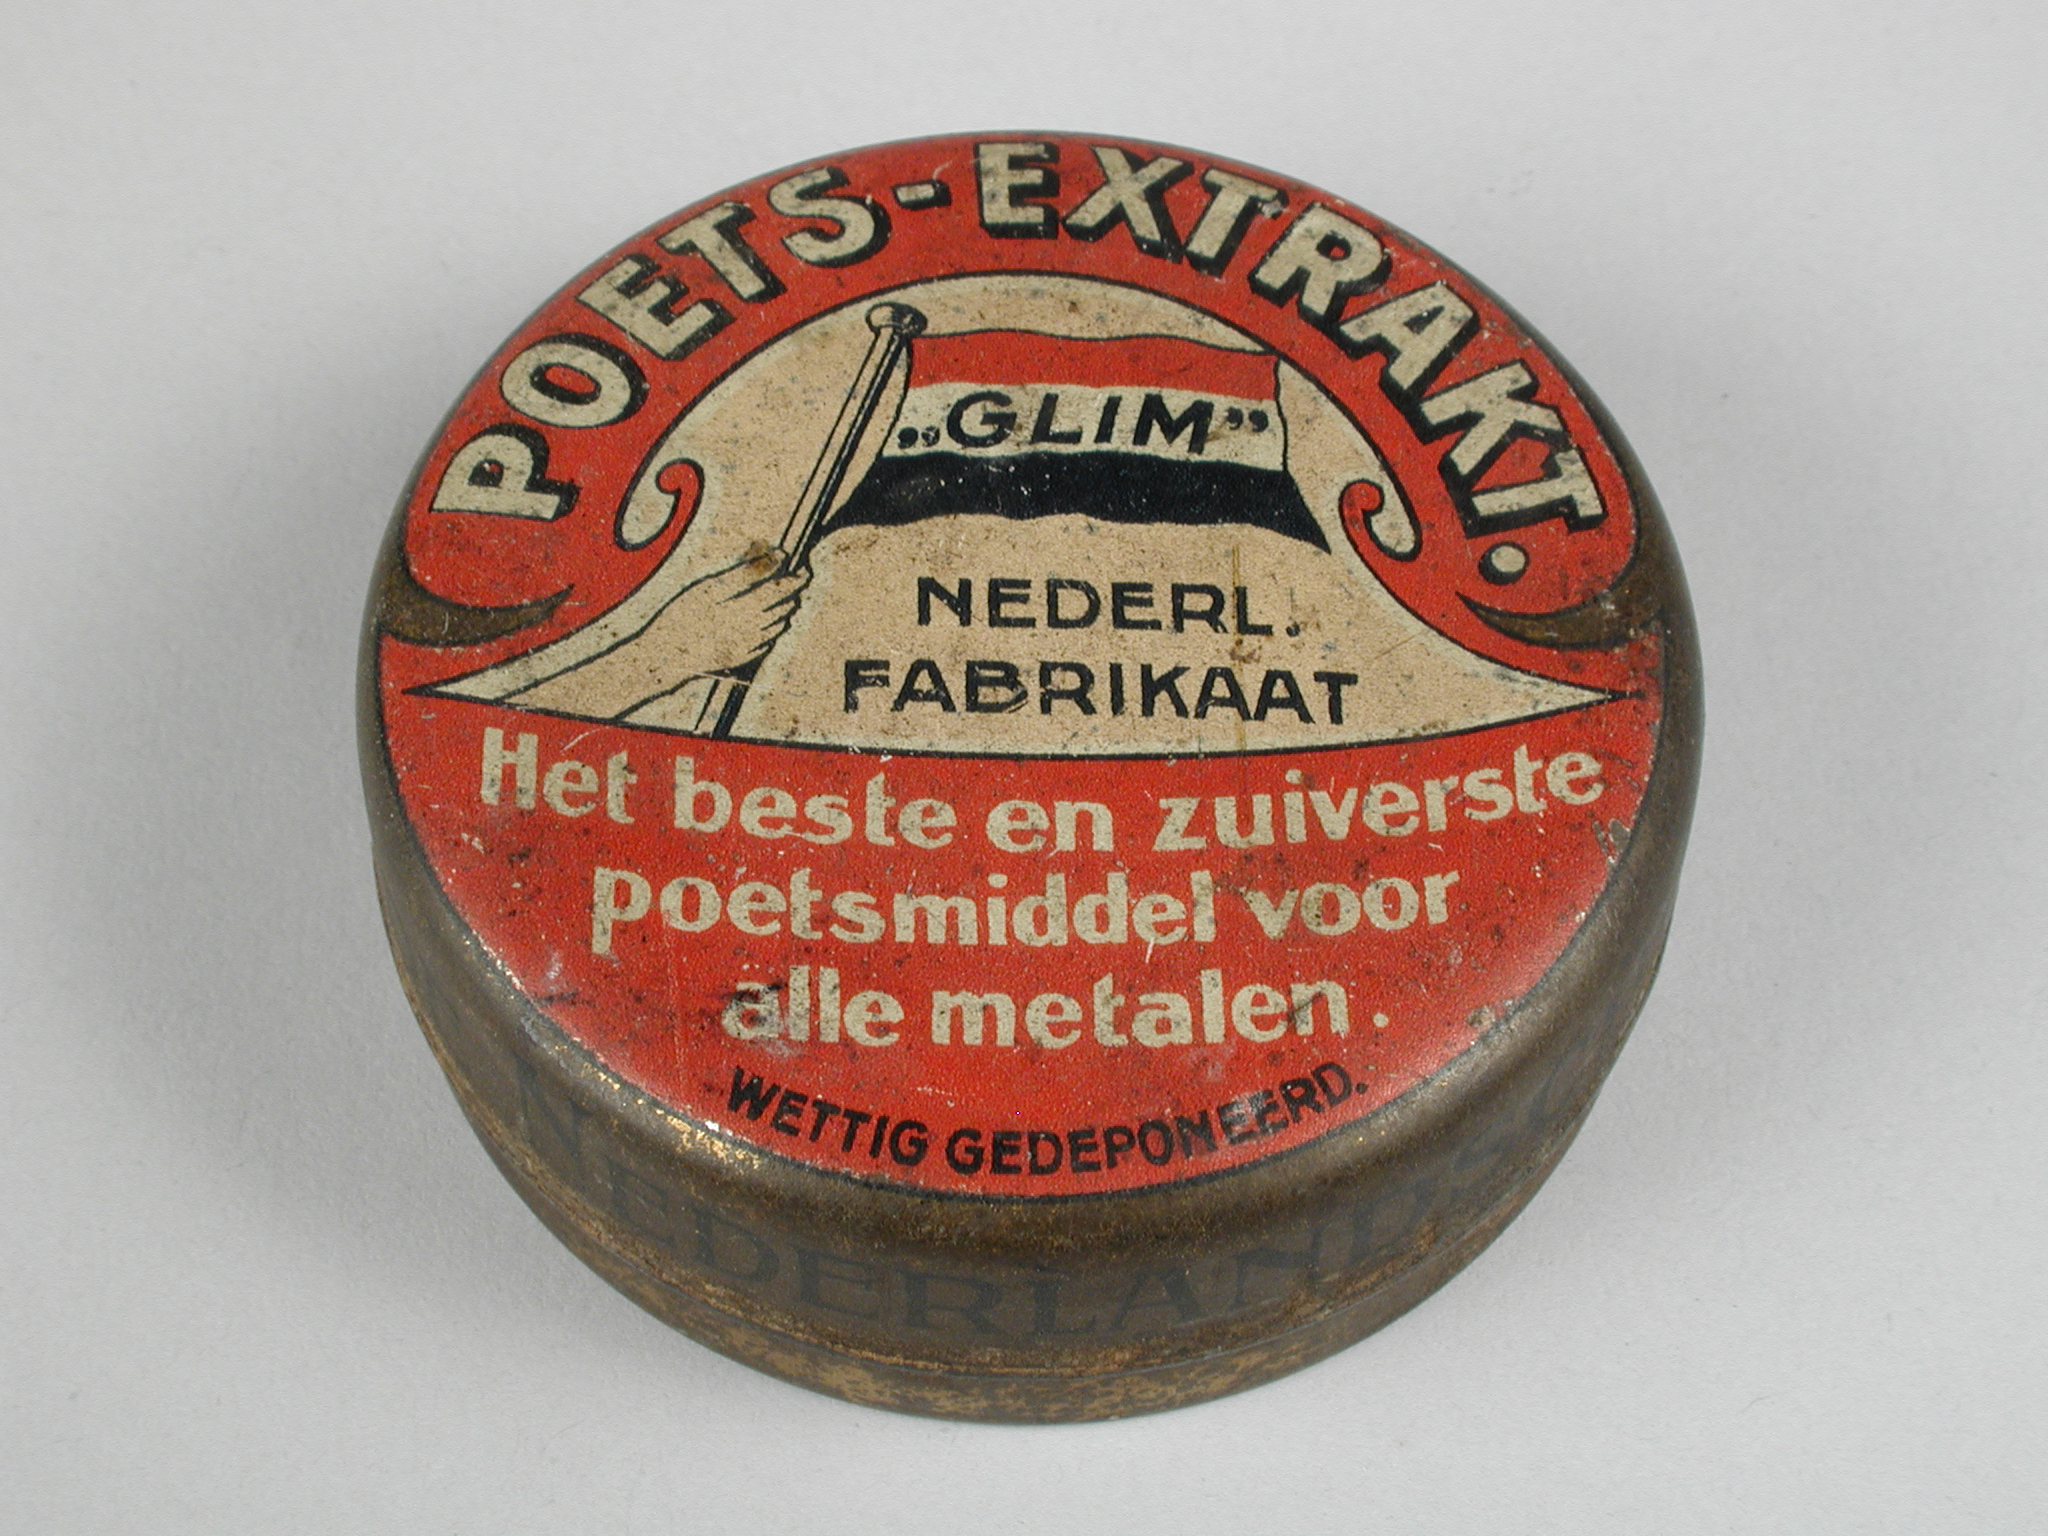 POETS-EXTRAKT.
„GLIM”
NEDERL.
FABRIKAAT
Het beste en zuiverste
poetsmiddel voor
alle metalen.
WETTIG GEDEPONEERD.